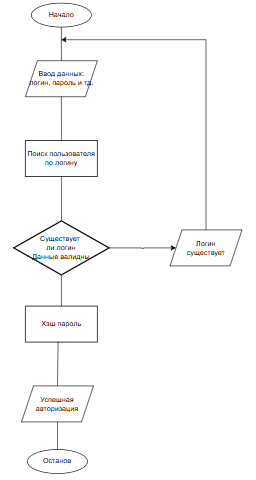 Начало
Ввод данных:
логин, пароль и тд.
Поиск пользователя
по логину
Существует
ли логин
Данные валидны
Логин
существует
Хэш пароль
Успешная
авторизация
Останов